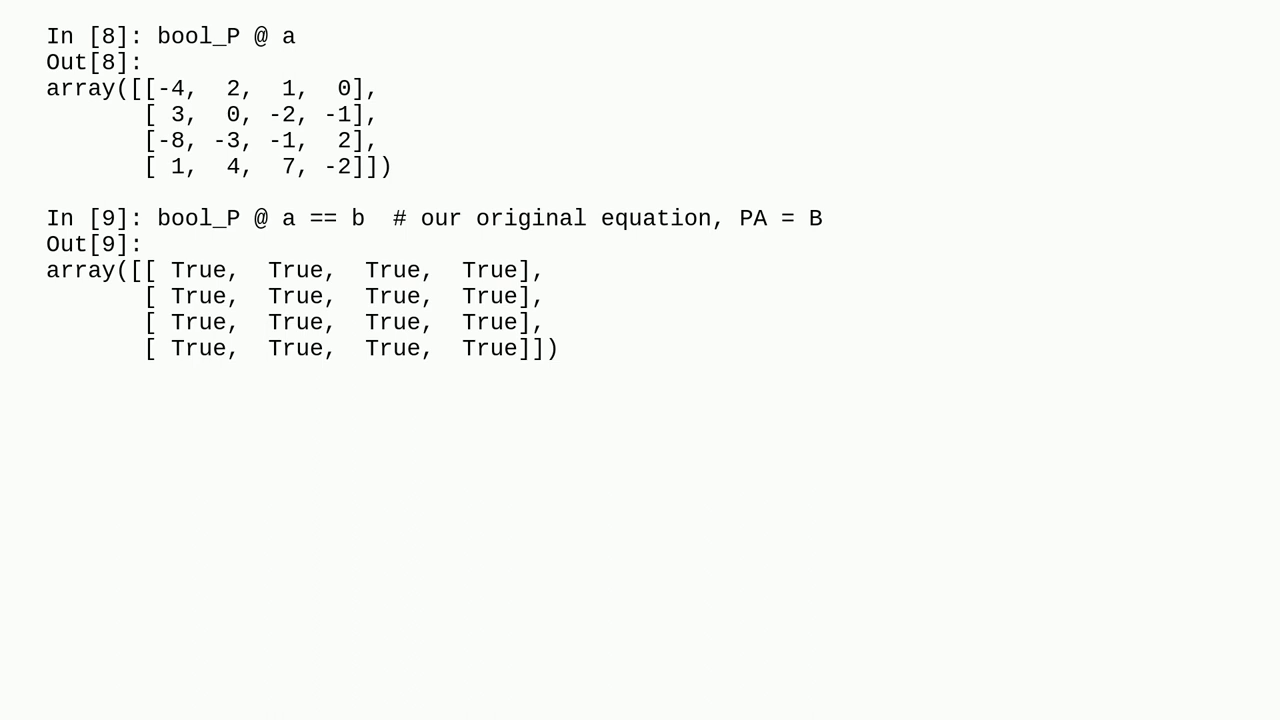 In [8]: bool_P @ a
Out[8]:
array([[-4,  2,  1,  0],
       [ 3,  0, -2, -1],
       [-8, -3, -1,  2],
       [ 1,  4,  7, -2]])
In [9]: bool_P @ a == b  # our original equation, PA = B
Out[9]:
array([[ True,  True,  True,  True],
       [ True,  True,  True,  True],
       [ True,  True,  True,  True],
       [ True,  True,  True,  True]])